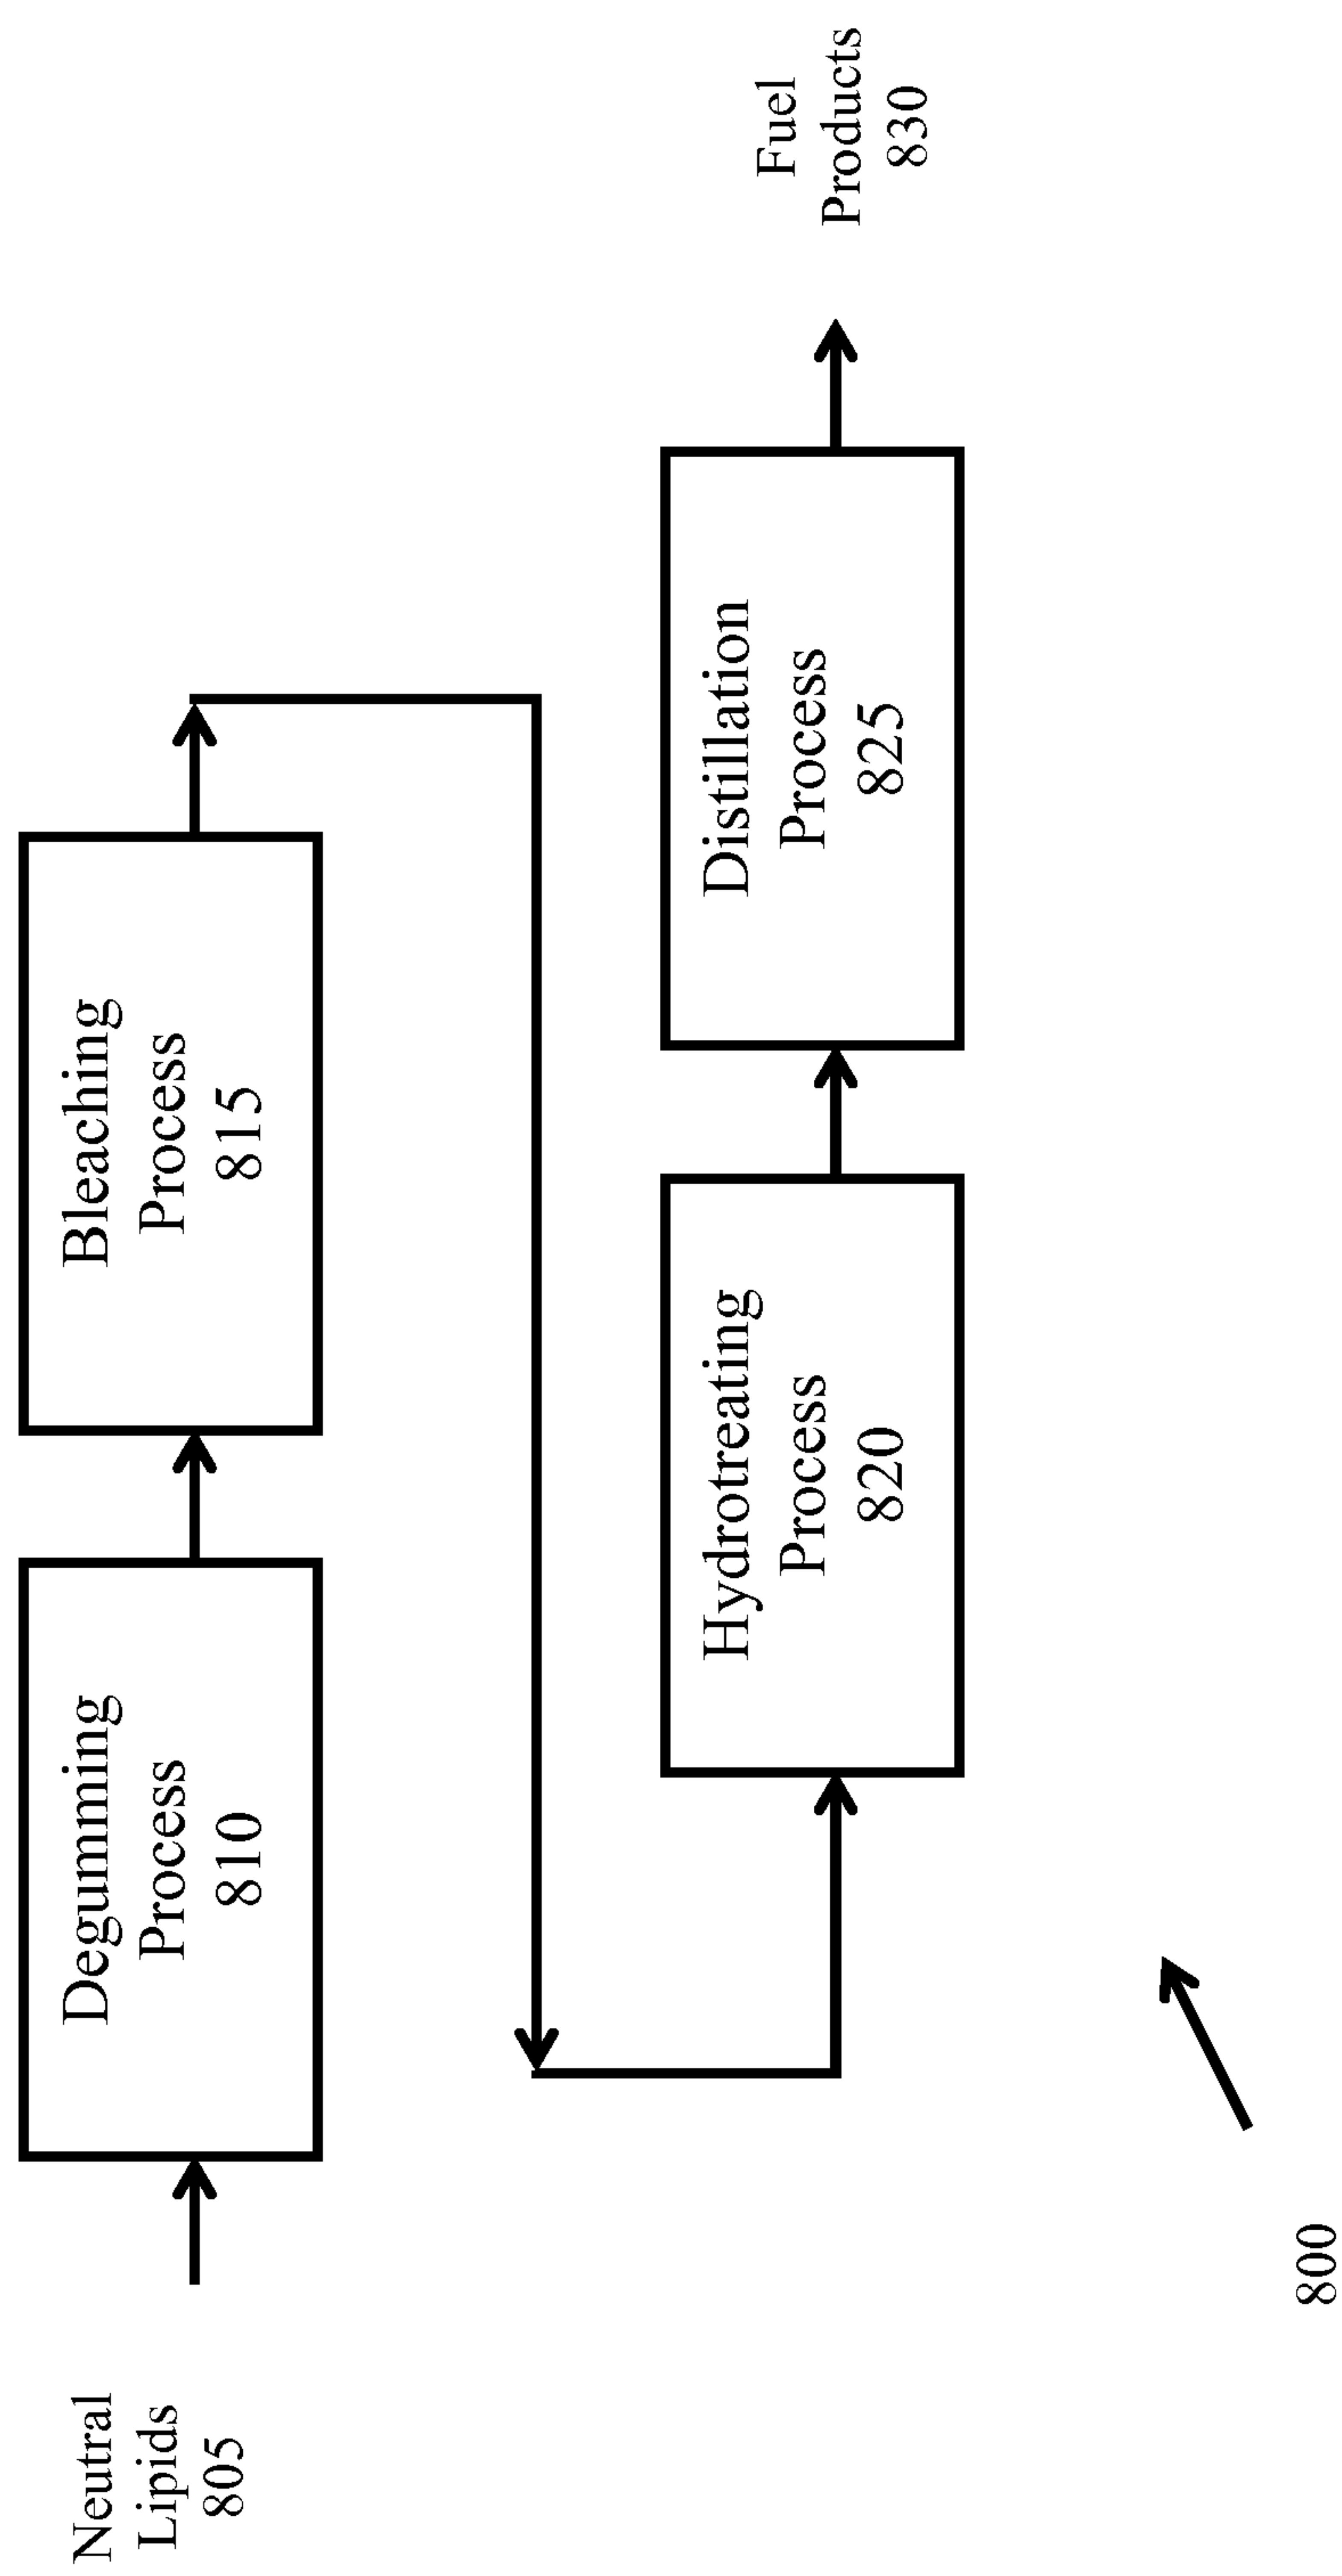 Neutral
Lipids
805
Degumming
Process
810
Bleaching
Process
815
Hydrotreating
Process
820
Distillation
Process
825
Fuel
Products
830
800